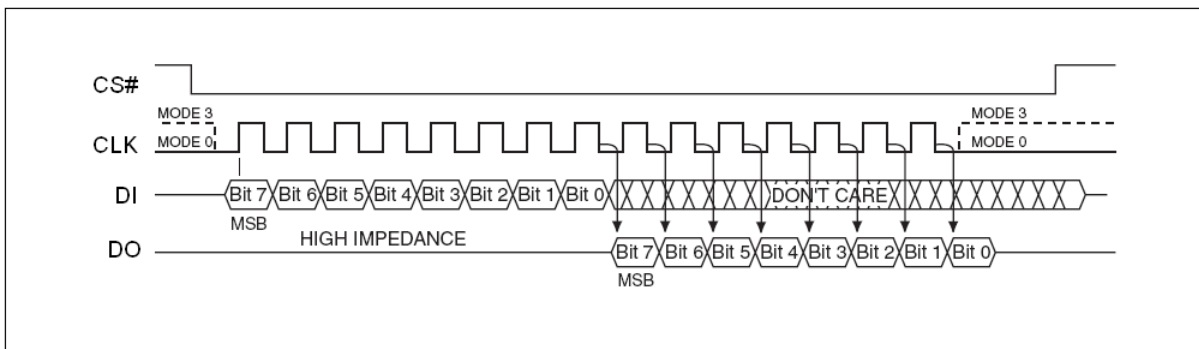 CS#
MODE 3 MODE 3
CLK MODE 0 MODE 0
DI Bit 7 Bit 6 Bit 5 Bit 4 Bit 3 Bit 2 Bit 1 Bit 0 DON'T CARE
MSB
HIGH IMPEDANCE
DO Bit 7 Bit 6 Bit 5 Bit 4 Bit 3 Bit 2 Bit 1 Bit 0
MSB